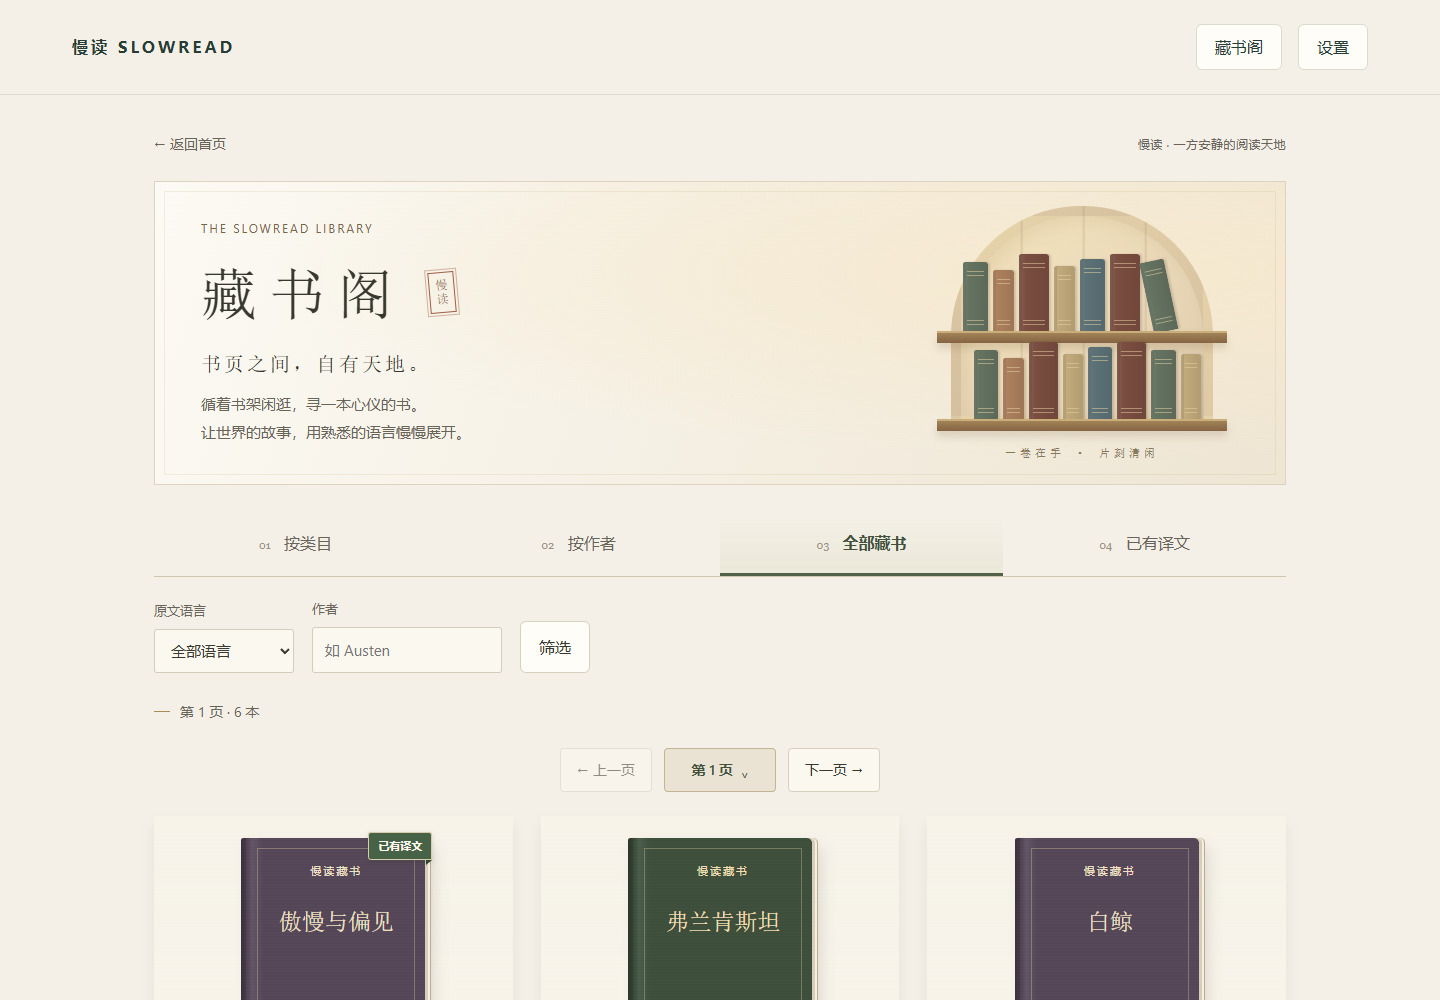 慢读 SLOWREAD
藏书阁
设置
← 返回首页
慢读 · 一方安静的阅读天地
THE SLOWREAD LIBRARY
藏书阁
慢读
书页之间，自有天地。
循着书架闲逛，寻一本心仪的书。
让世界的故事，用熟悉的语言慢慢展开。
一卷在手 · 片刻清闲
01 按类目
02 按作者
03 全部藏书
04 已有译文
原文语言
作者
全部语言
如 Austen
筛选
第 1 页 · 6 本
← 上一页
第 1 页
下一页 →
已有译文
慢读藏书
傲慢与偏见
慢读藏书
弗兰肯斯坦
慢读藏书
白鲸